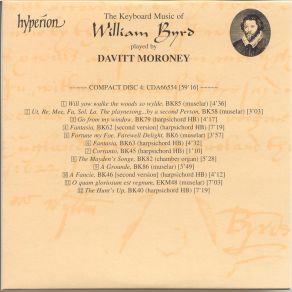 hyperion
The Keyboard Music of
William Byrd
played by
DAVITT MORONEY
COMPACT DISC 4: CDA66554 [59'16]
1 Will yow walke the woods so wylde, BK85 (muselar) [4'36]
2 Ut, Re, Mee, Fa, Sol, La. The playnesong... by a second Person, BK58 (muselar) [3'03]
3 Go from my window, BK79 (harpsichord HB) [4'17]
4 Fantasia, BK62 [second version] (harpsichord HB) [7'19]
5 Fortune my Foe, Farewell Delight, BK6 (muselar) [3'57]
6 Fantasia, BK63 (harpsichord HB) [4'32]
7 Corranto, BK45 (harpsichord HB) [1'10]
8 The Mayden's Songe, BK82 (chamber organ) [5'28]
9 A Grounde, BK86 (muselar) [3'49]
10 A Fancie, BK46 [second version] (harpsichord HB) [4'12]
11 O quam gloriosum est regnum, EKM48 (muselar) [7'03]
12 The Hunt's Up, BK40 (harpsichord HB) [7'19]